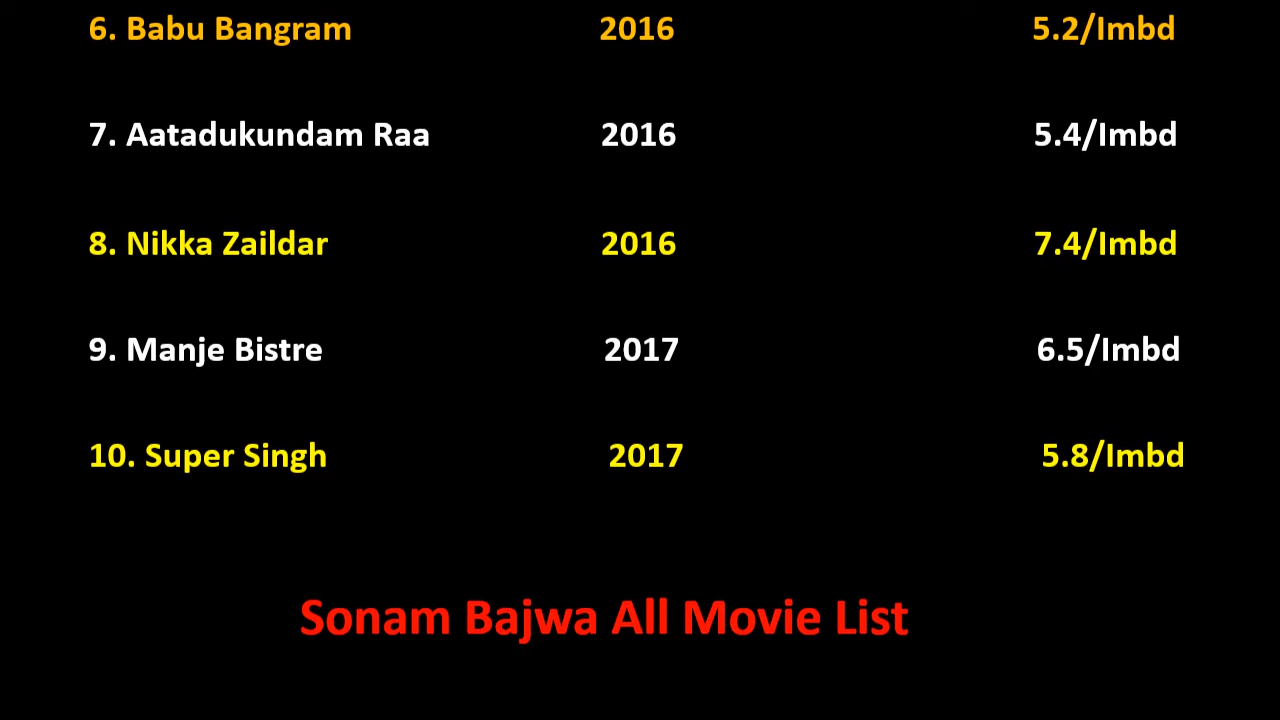 6. Babu Bangram 2016 5.2/Imbd
7. Aatadukundam Raa 2016 5.4/Imbd
8. Nikka Zaildar 2016 7.4/Imbd
9. Manje Bistre 2017 6.5/Imbd
10. Super Singh 2017 5.8/Imbd
Sonam Bajwa All Movie List